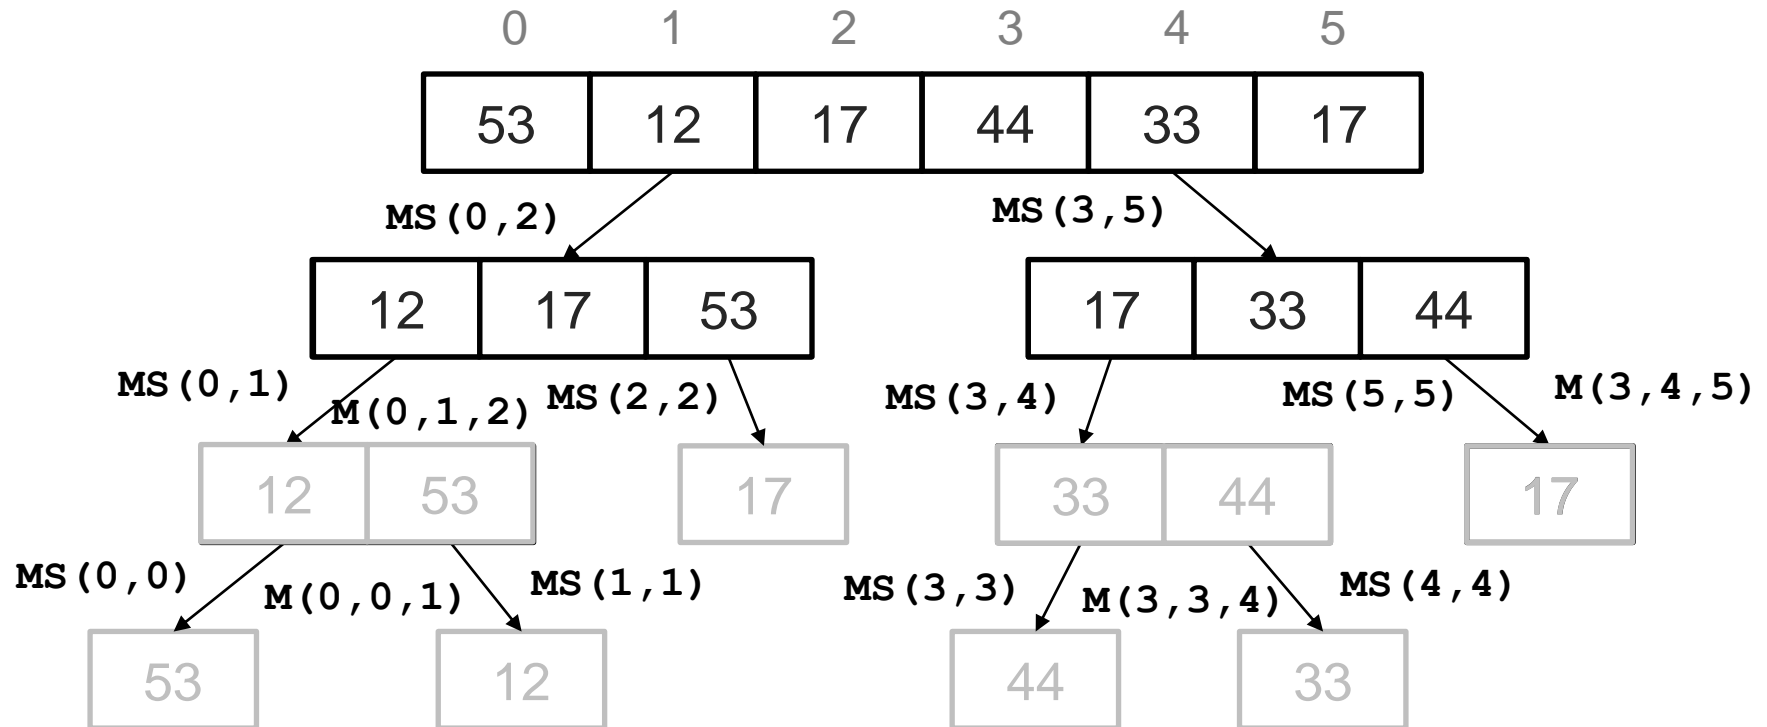 0 1 2 3 4 5
53 12 17 44 33 17
MS(0,2) MS(3,5)
12 17 53 17 33 44
MS(0,1) M(0,1,2) MS(2,2) MS(3,4) MS(5,5) M(3,4,5)
12 53 17 33 44 17
MS(0,0) M(0,0,1) MS(1,1) MS(3,3) M(3,3,4) MS(4,4)
53 12 44 33